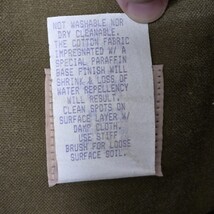 NOT WASHABLE NOR
DRY CLEANABLE.
THE COTTON FABRIC
IMPREGNATED W/ A
SPECIAL PARAFFIN
BASE FINISH WILL
SHRINK & LOSS OF
WATER REPELLENCY
WILL RESULT.
CLEAN SPOTS ON
SURFACE LAYER W/
DAMP CLOTH.
USE STIFF
BRUSH FOR LOOSE
SURFACE SOIL.